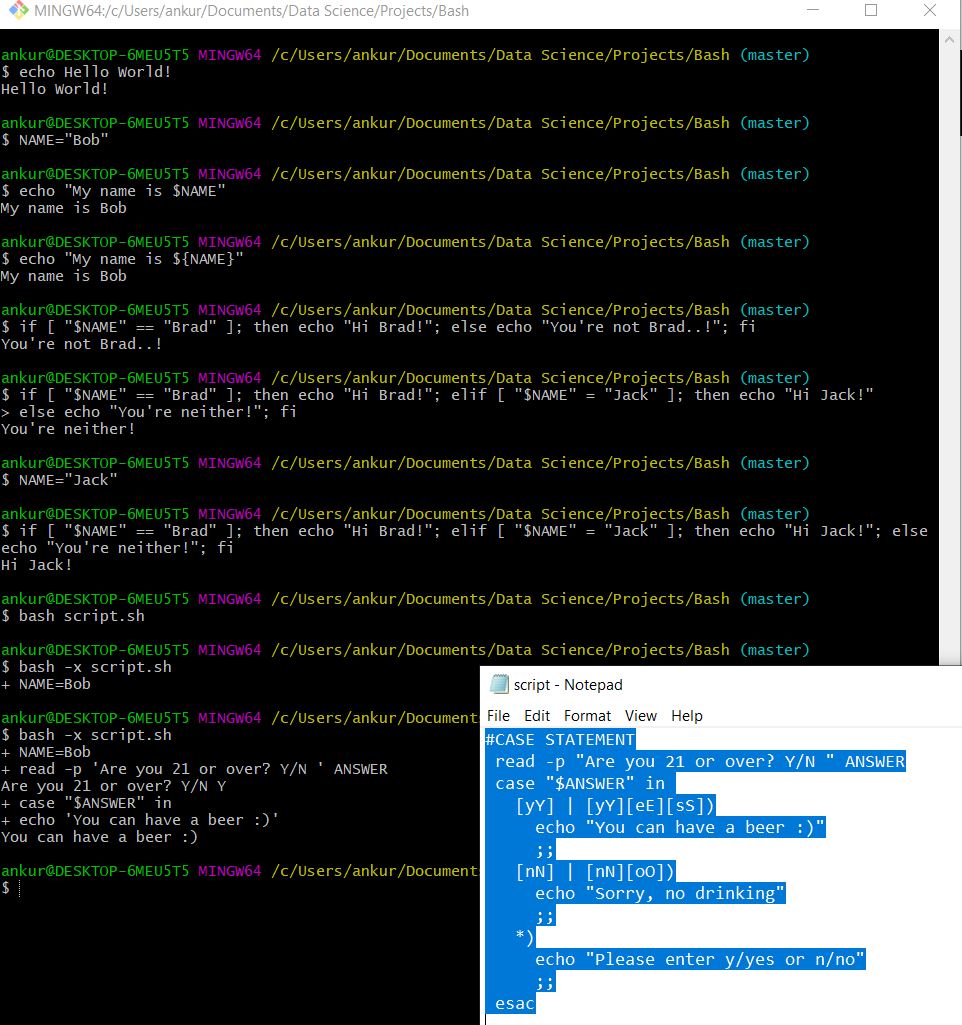 MINGW64:/c/Users/ankur/Documents/Data Science/Projects/Bash
ankur@DESKTOP-6MEU5T5 MINGW64 /c/Users/ankur/Documents/Data Science/Projects/Bash (master)
$ echo Hello World!
Hello World!
ankur@DESKTOP-6MEU5T5 MINGW64 /c/Users/ankur/Documents/Data Science/Projects/Bash (master)
$ NAME="Bob"
ankur@DESKTOP-6MEU5T5 MINGW64 /c/Users/ankur/Documents/Data Science/Projects/Bash (master)
$ echo "My name is $NAME"
My name is Bob
ankur@DESKTOP-6MEU5T5 MINGW64 /c/Users/ankur/Documents/Data Science/Projects/Bash (master)
$ echo "My name is ${NAME}"
My name is Bob
ankur@DESKTOP-6MEU5T5 MINGW64 /c/Users/ankur/Documents/Data Science/Projects/Bash (master)
$ if [ "$NAME" == "Brad" ]; then echo "Hi Brad!"; else echo "You're not Brad..!"; fi
You're not Brad..!
ankur@DESKTOP-6MEU5T5 MINGW64 /c/Users/ankur/Documents/Data Science/Projects/Bash (master)
$ if [ "$NAME" == "Brad" ]; then echo "Hi Brad!"; elif [ "$NAME" = "Jack" ]; then echo "Hi Jack!"
> else echo "You're neither!"; fi
You're neither!
ankur@DESKTOP-6MEU5T5 MINGW64 /c/Users/ankur/Documents/Data Science/Projects/Bash (master)
$ NAME="Jack"
ankur@DESKTOP-6MEU5T5 MINGW64 /c/Users/ankur/Documents/Data Science/Projects/Bash (master)
$ if [ "$NAME" == "Brad" ]; then echo "Hi Brad!"; elif [ "$NAME" = "Jack" ]; then echo "Hi Jack!"; else
echo "You're neither!"; fi
Hi Jack!
ankur@DESKTOP-6MEU5T5 MINGW64 /c/Users/ankur/Documents/Data Science/Projects/Bash (master)
$ bash script.sh
ankur@DESKTOP-6MEU5T5 MINGW64 /c/Users/ankur/Documents/Data Science/Projects/Bash (master)
$ bash -x script.sh
+ NAME=Bob
ankur@DESKTOP-6MEU5T5 MINGW64 /c/Users/ankur/Document
$ bash -x script.sh
+ NAME=Bob
+ read -p 'Are you 21 or over? Y/N ' ANSWER
Are you 21 or over? Y/N Y
+ case "$ANSWER" in
+ echo 'You can have a beer :)'
You can have a beer :)
ankur@DESKTOP-6MEU5T5 MINGW64 /c/Users/ankur/Document
$
script - Notepad
File Edit Format View Help
#CASE STATEMENT
read -p "Are you 21 or over? Y/N " ANSWER
case "$ANSWER" in
[yY] | [yY][eE][sS])
echo "You can have a beer :)"
;;
[nN] | [nN][oO])
echo "Sorry, no drinking"
;;
*)
echo "Please enter y/yes or n/no"
;;
esac